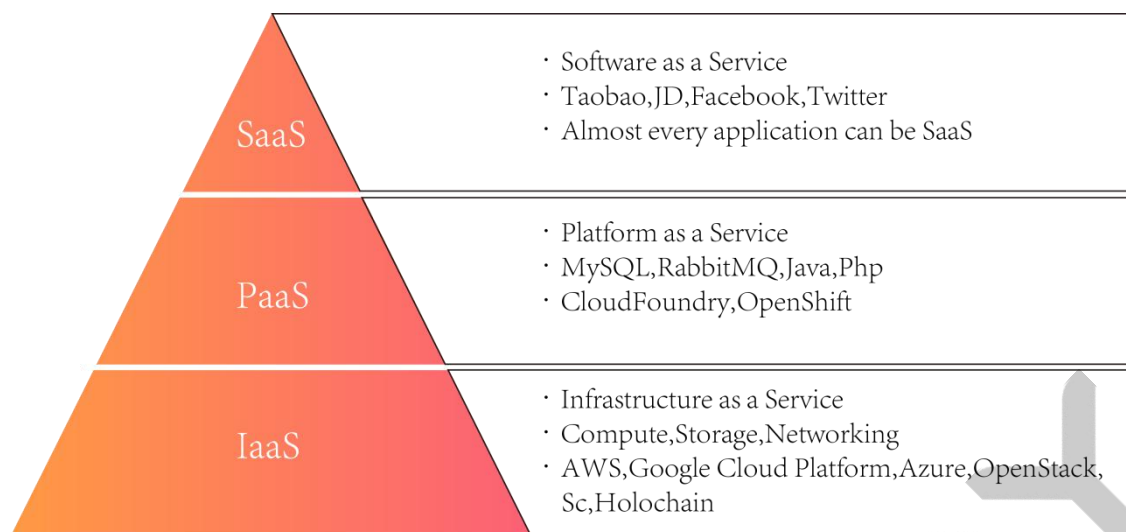 SaaS
· Software as a Service
· Taobao,JD,Facebook,Twitter
· Almost every application can be SaaS
PaaS
· Platform as a Service
· MySQL,RabbitMQ,Java,Php
· CloudFoundry,OpenShift
IaaS
· Infrastructure as a Service
· Compute,Storage,Networking
· AWS,Google Cloud Platform,Azure,OpenStack,
Sc,Holochain